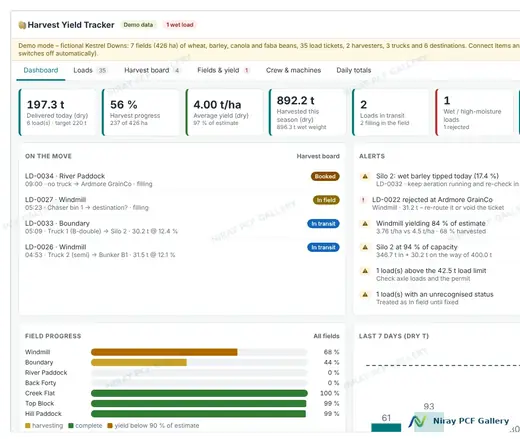 Harvest Yield Tracker Demo data 1 wet load
Demo mode – fictional Kestrel Downs: 7 fields (426 ha) of wheat, barley, canola and faba beans, 35 load tickets, 2 harvesters, 3 trucks and 6 destinations. Connect Items an
switches off automatically).
Dashboard Loads 35 Harvest board 4 Fields & yield 1 Crew & machines Daily totals
197.3 t
Delivered today (dry)
6 load(s) · target 220 t
56 %
Harvest progress
237 of 426 ha
4.00 t/ha
Average yield (dry)
97 % of estimate
892.2 t
Harvested this
season (dry)
896.3 t wet weight
2
Loads in transit
2 filling in the field
1
Wet / high-moisture
loads
1 rejected
ON THE MOVE Harvest board
LD-0034 · River Paddock Booked
09:00 · no truck → Ardmore GrainCo · filling
LD-0027 · Windmill In field
05:23 · Chaser bin 1 → destination? · filling
LD-0033 · Boundary In transit
05:09 · Truck 1 (B-double) → Silo 2 · 30.2 t @ 12.4 %
LD-0026 · Windmill In transit
04:53 · Truck 2 (semi) → Bunker B1 · 31.5 t @ 12.1 %
ALERTS
Silo 2: wet barley tipped today (17.4 %)
LD-0032 · keep aeration running and re-check in
LD-0022 rejected at Ardmore GrainCo
Windmill · 31.2 t – re-route it or void the ticket
Windmill yielding 84 % of estimate
3.76 t/ha vs 4.5 t/ha · 68 % harvested
Silo 2 at 94 % of capacity
346.7 t in + 30.2 t on the way of 400.0 t
1 load(s) above the 42.5 t load limit
Check axle loads and the permit
1 load(s) with an unrecognised status
Treated as in field until fixed
FIELD PROGRESS All fields
Windmill 68 %
Boundary 44 %
River Paddock 0 %
Back Forty 0 %
Creek Flat 100 %
Top Block 99 %
Hill Paddock 99 %
harvesting complete yield below 90 % of estimate
LAST 7 DAYS (DRY T)
61
93
Niray PCF Gallery